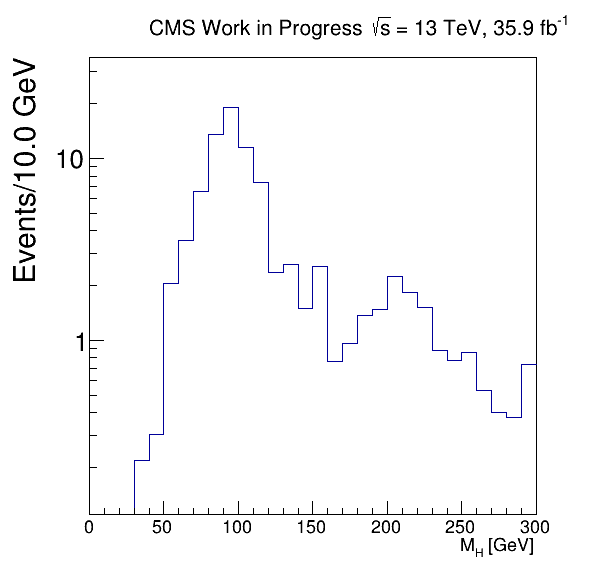 CMS Work in Progress √s = 13 TeV, 35.9 fb⁻¹
Events/10.0 GeV
10
1
0 50 100 150 200 250 300
M_H [GeV]